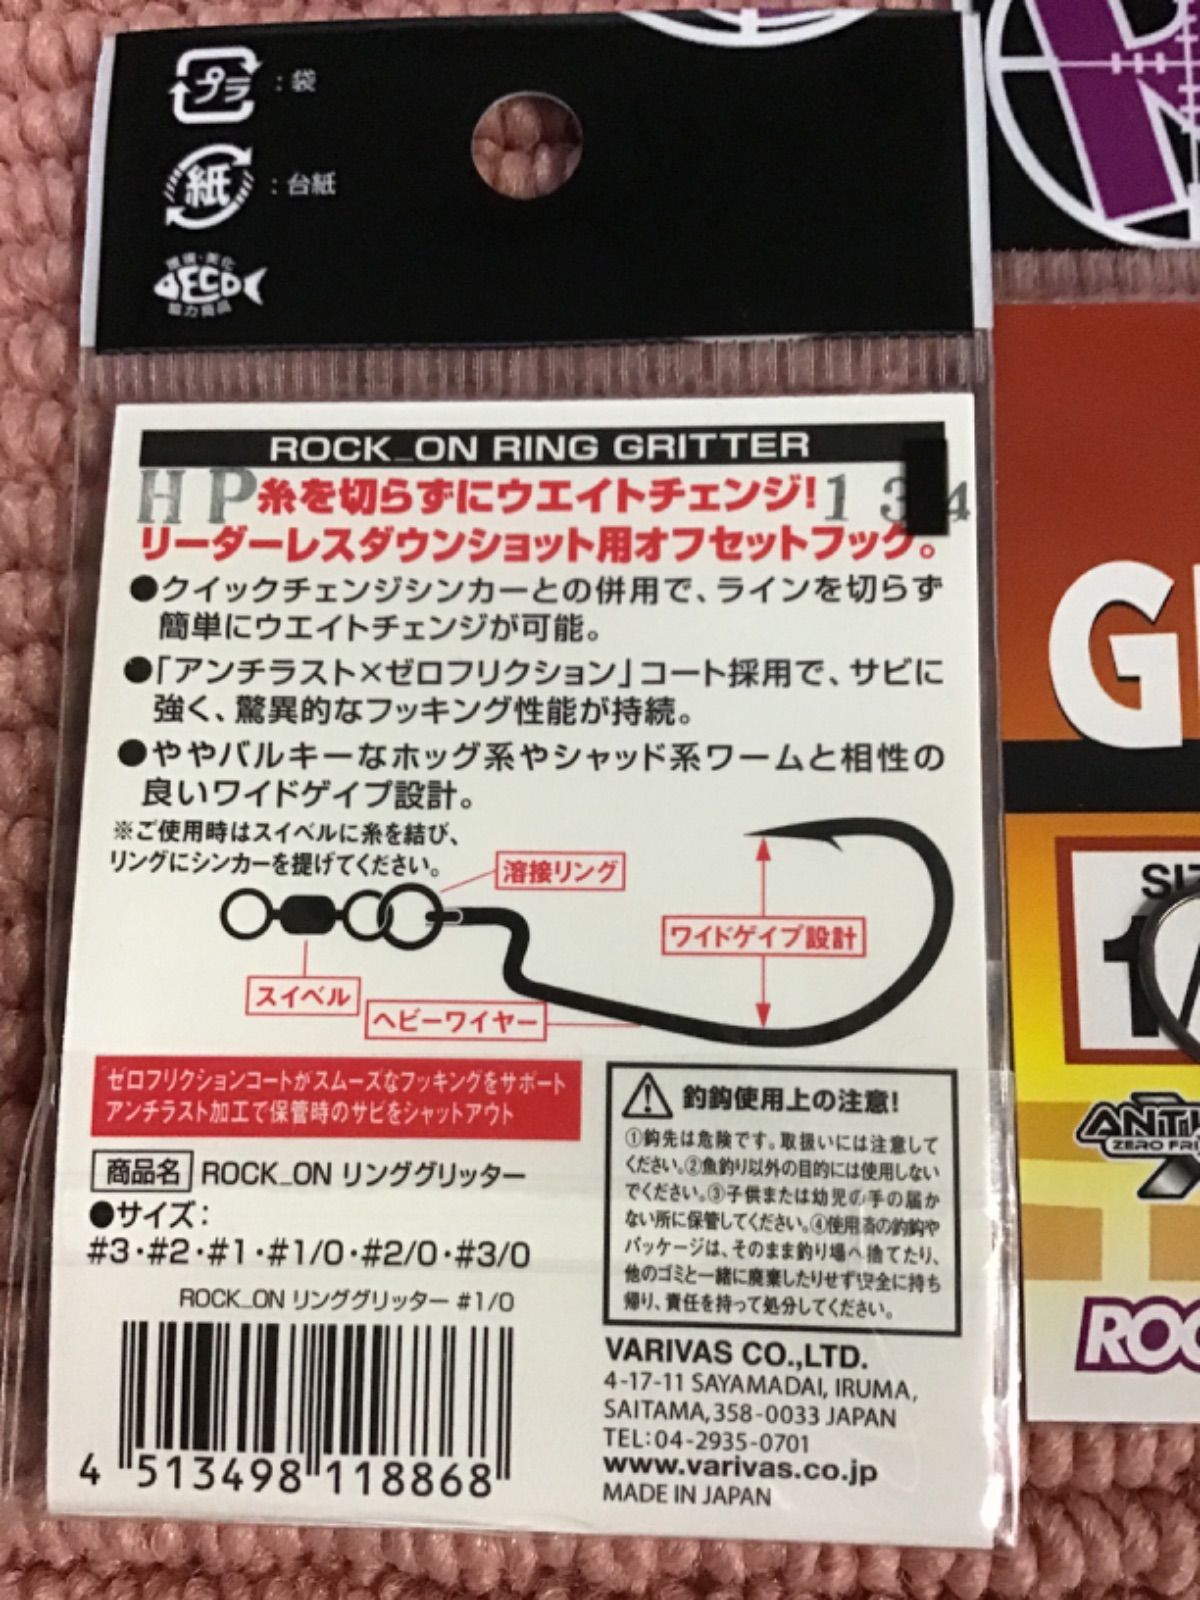 プラ : 袋
紙 : 台紙
環境・美化
ECO
協力商品
ROCK_ON RING GRITTER
HP 134
糸を切らずにウエイトチェンジ!
リーダーレスダウンショット用オフセットフック。
●クイックチェンジシンカーとの併用で、ラインを切らず
簡単にウエイトチェンジが可能。
●「アンチラスト×ゼロフリクション」コート採用で、サビに
強く、驚異的なフッキング性能が持続。
●ややバルキーなホッグ系やシャッド系ワームと相性の
良いワイドゲイプ設計。
※ご使用時はスイベルに糸を結び、
リングにシンカーを提げてください。
溶接リング
ワイドゲイプ設計
スイベル
ヘビーワイヤー
ゼロフリクションコートがスムーズなフッキングをサポート
アンチラスト加工で保管時のサビをシャットアウト
商品名 ROCK_ON リンググリッター
●サイズ:
#3・#2・#1・#1/0・#2/0・#3/0
ROCK_ON リンググリッター #1/0
4 513498 118868
釣鈎使用上の注意!
①鈎先は危険です。取扱いには注意して
ください。②魚釣り以外の目的には使用しない
でください。③子供または幼児の手の届か
ない所に保管してください。④使用済の釣鈎や
パッケージは、そのまま釣り場へ捨てたり、
他のゴミと一緒に廃棄したりせず安全に持ち
帰り、責任を持って処分してください。
VARIVAS CO.,LTD.
4-17-11 SAYAMADAI, IRUMA,
SAITAMA,358-0033 JAPAN
TEL:04-2935-0701
www.varivas.co.jp
MADE IN JAPAN